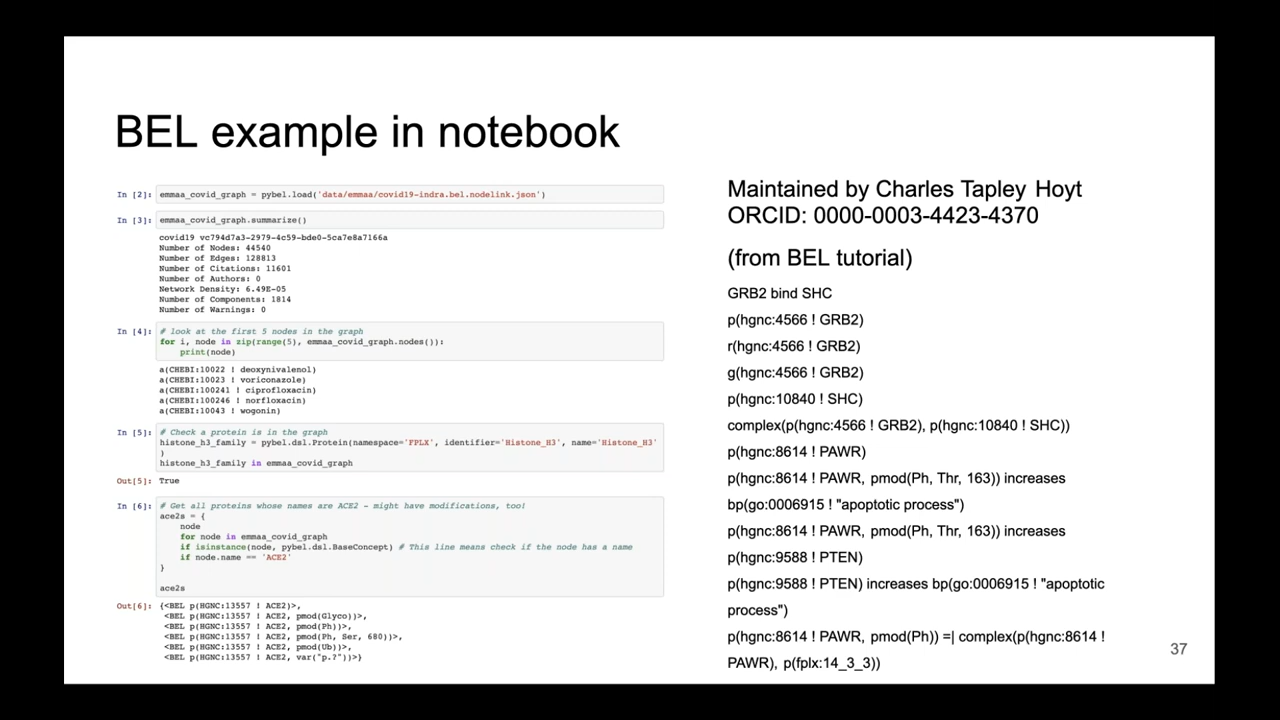 BEL example in notebook
In [2]: emmaa_covid_graph = pybel.load('data/emmaa/covid19-indra.bel.nodelink.json')
In [3]: emmaa_covid_graph.summarize()
covid19 vc794d7a3-2979-4c59-bde0-5ca7e8a7166a
Number of Nodes: 44540
Number of Edges: 128813
Number of Citations: 11601
Number of Authors: 0
Network Density: 6.49E-05
Number of Components: 1814
Number of Warnings: 0
In [4]: # look at the first 5 nodes in the graph
for i, node in zip(range(5), emmaa_covid_graph.nodes()):
print(node)
a(CHEBI:10022 ! deoxynivalenol)
a(CHEBI:10023 ! voriconazole)
a(CHEBI:100241 ! ciprofloxacin)
a(CHEBI:100246 ! norfloxacin)
a(CHEBI:10043 ! wogonin)
In [5]: # Check a protein is in the graph
histone_h3_family = pybel.dsl.Protein(namespace='FPLX', identifier='Histone_H3', name='Histone_H3'
)
histone_h3_family in emmaa_covid_graph
Out[5]: True
In [6]: # Get all proteins whose names are ACE2 - might have modifications, too!
ace2s = {
node
for node in emmaa_covid_graph
if isinstance(node, pybel.dsl.BaseConcept) # This line means check if the node has a name
if node.name == 'ACE2'
}
ace2s
Out[6]: {<BEL p(HGNC:13557 ! ACE2)>,
<BEL p(HGNC:13557 ! ACE2, pmod(Glyco))>,
<BEL p(HGNC:13557 ! ACE2, pmod(Ph))>,
<BEL p(HGNC:13557 ! ACE2, pmod(Ph, Ser, 680))>,
<BEL p(HGNC:13557 ! ACE2, pmod(Ub))>,
<BEL p(HGNC:13557 ! ACE2, var("p.?"))>}
Maintained by Charles Tapley Hoyt
ORCID: 0000-0003-4423-4370
(from BEL tutorial)
GRB2 bind SHC
p(hgnc:4566 ! GRB2)
r(hgnc:4566 ! GRB2)
g(hgnc:4566 ! GRB2)
p(hgnc:10840 ! SHC)
complex(p(hgnc:4566 ! GRB2), p(hgnc:10840 ! SHC))
p(hgnc:8614 ! PAWR)
p(hgnc:8614 ! PAWR, pmod(Ph, Thr, 163)) increases
bp(go:0006915 ! "apoptotic process")
p(hgnc:8614 ! PAWR, pmod(Ph, Thr, 163)) increases
p(hgnc:9588 ! PTEN)
p(hgnc:9588 ! PTEN) increases bp(go:0006915 ! "apoptotic
process")
p(hgnc:8614 ! PAWR, pmod(Ph)) =| complex(p(hgnc:8614 !
PAWR), p(fplx:14_3_3))
37